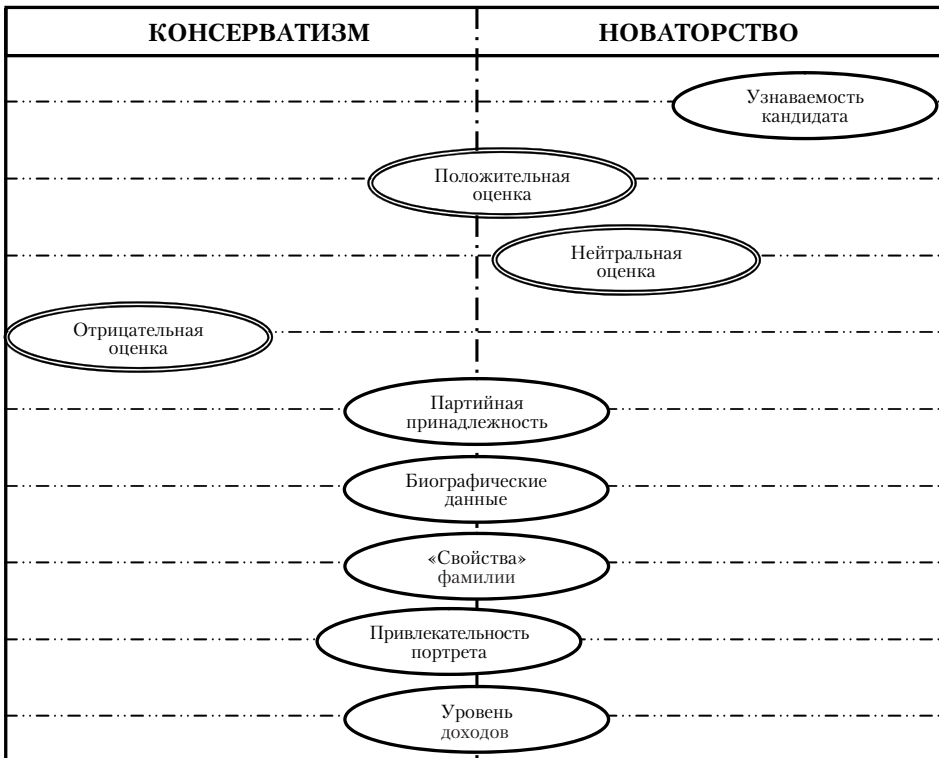 КОНСЕРВАТИЗМ
НОВАТОРСТВО
Узнаваемость
кандидата
Положительная
оценка
Нейтральная
оценка
Отрицательная
оценка
Партийная
принадлежность
Биографические
данные
«Свойства»
фамилии
Привлекательность
портрета
Уровень
доходов